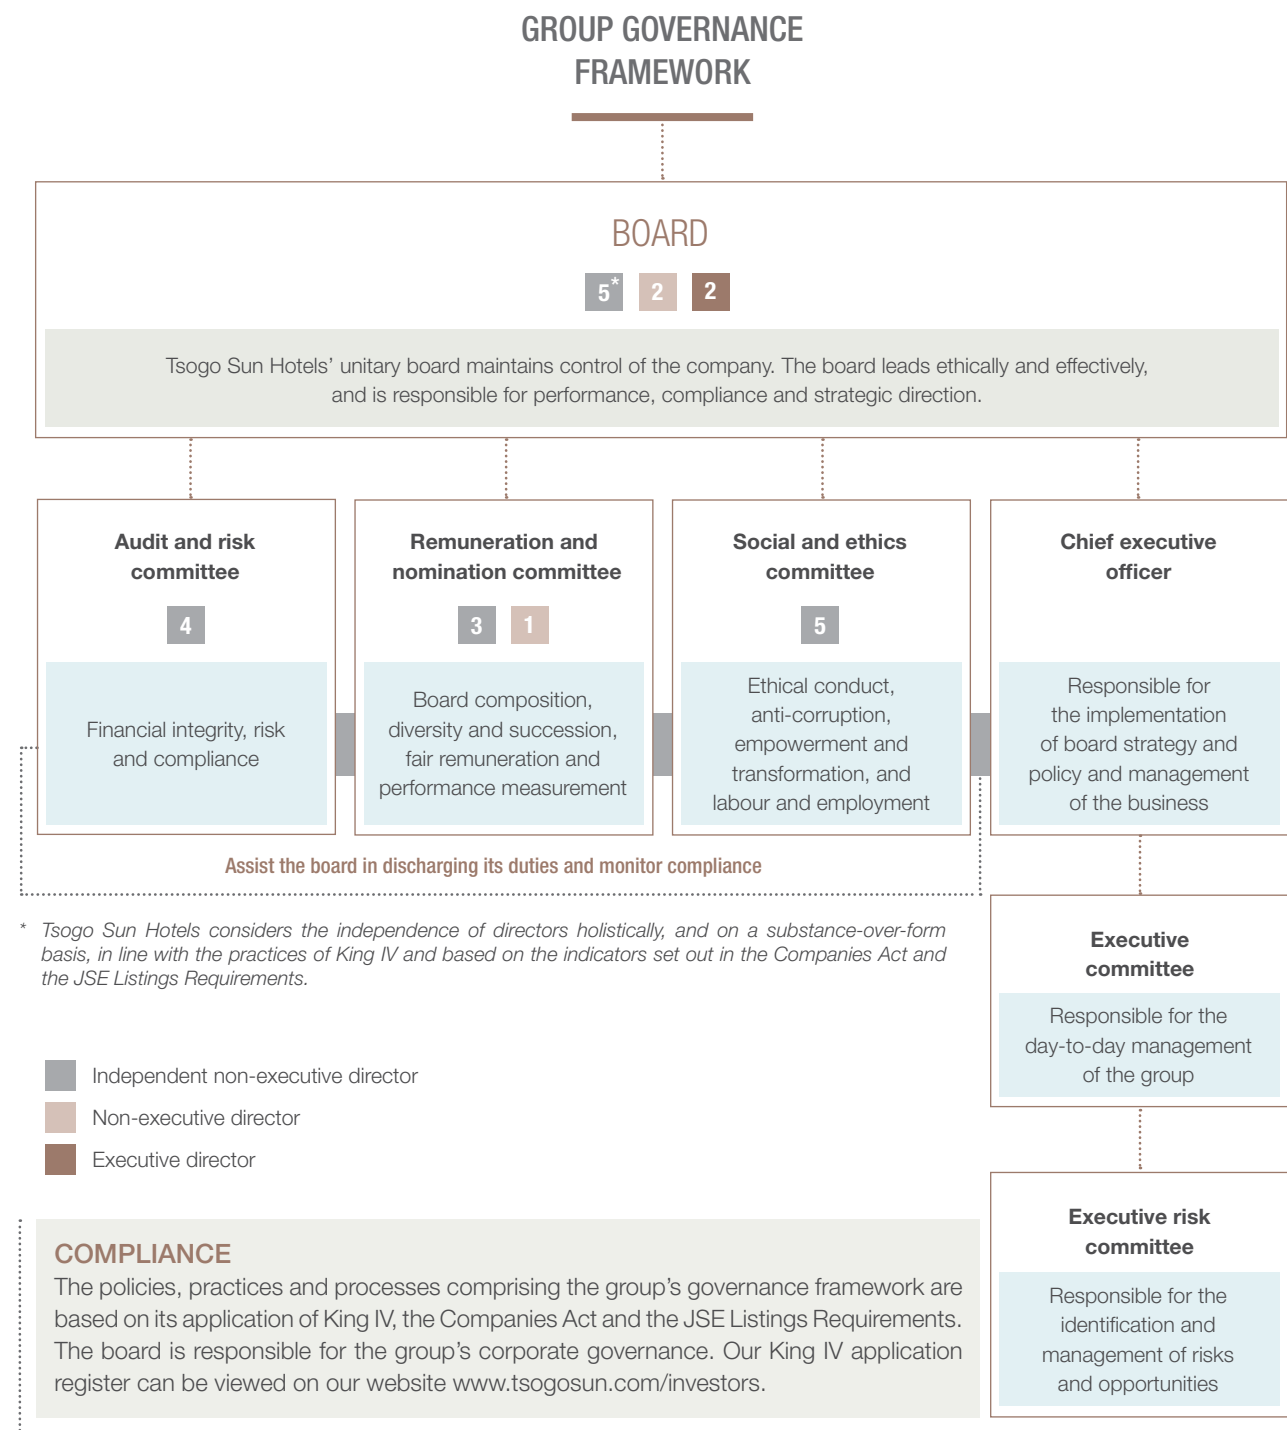 GROUP GOVERNANCE
FRAMEWORK
BOARD
5* 2 2
Tsogo Sun Hotels’ unitary board maintains control of the company. The board leads ethically and effectively,
and is responsible for performance, compliance and strategic direction.
Audit and risk
committee
4
Financial integrity, risk
and compliance
Remuneration and
nomination committee
3 1
Board composition,
diversity and succession,
fair remuneration and
performance measurement
Social and ethics
committee
5
Ethical conduct,
anti-corruption,
empowerment and
transformation, and
labour and employment
Chief executive
officer
Responsible for
the implementation
of board strategy and
policy and management
of the business
Assist the board in discharging its duties and monitor compliance
* Tsogo Sun Hotels considers the independence of directors holistically, and on a substance-over-form
basis, in line with the practices of King IV and based on the indicators set out in the Companies Act and
the JSE Listings Requirements.
Executive
committee
Responsible for the
day-to-day management
of the group
Independent non-executive director
Non-executive director
Executive director
Executive risk
committee
Responsible for the
identification and
management of risks
and opportunities
COMPLIANCE
The policies, practices and processes comprising the group’s governance framework are
based on its application of King IV, the Companies Act and the JSE Listings Requirements.
The board is responsible for the group’s corporate governance. Our King IV application
register can be viewed on our website www.tsogosun.com/investors.